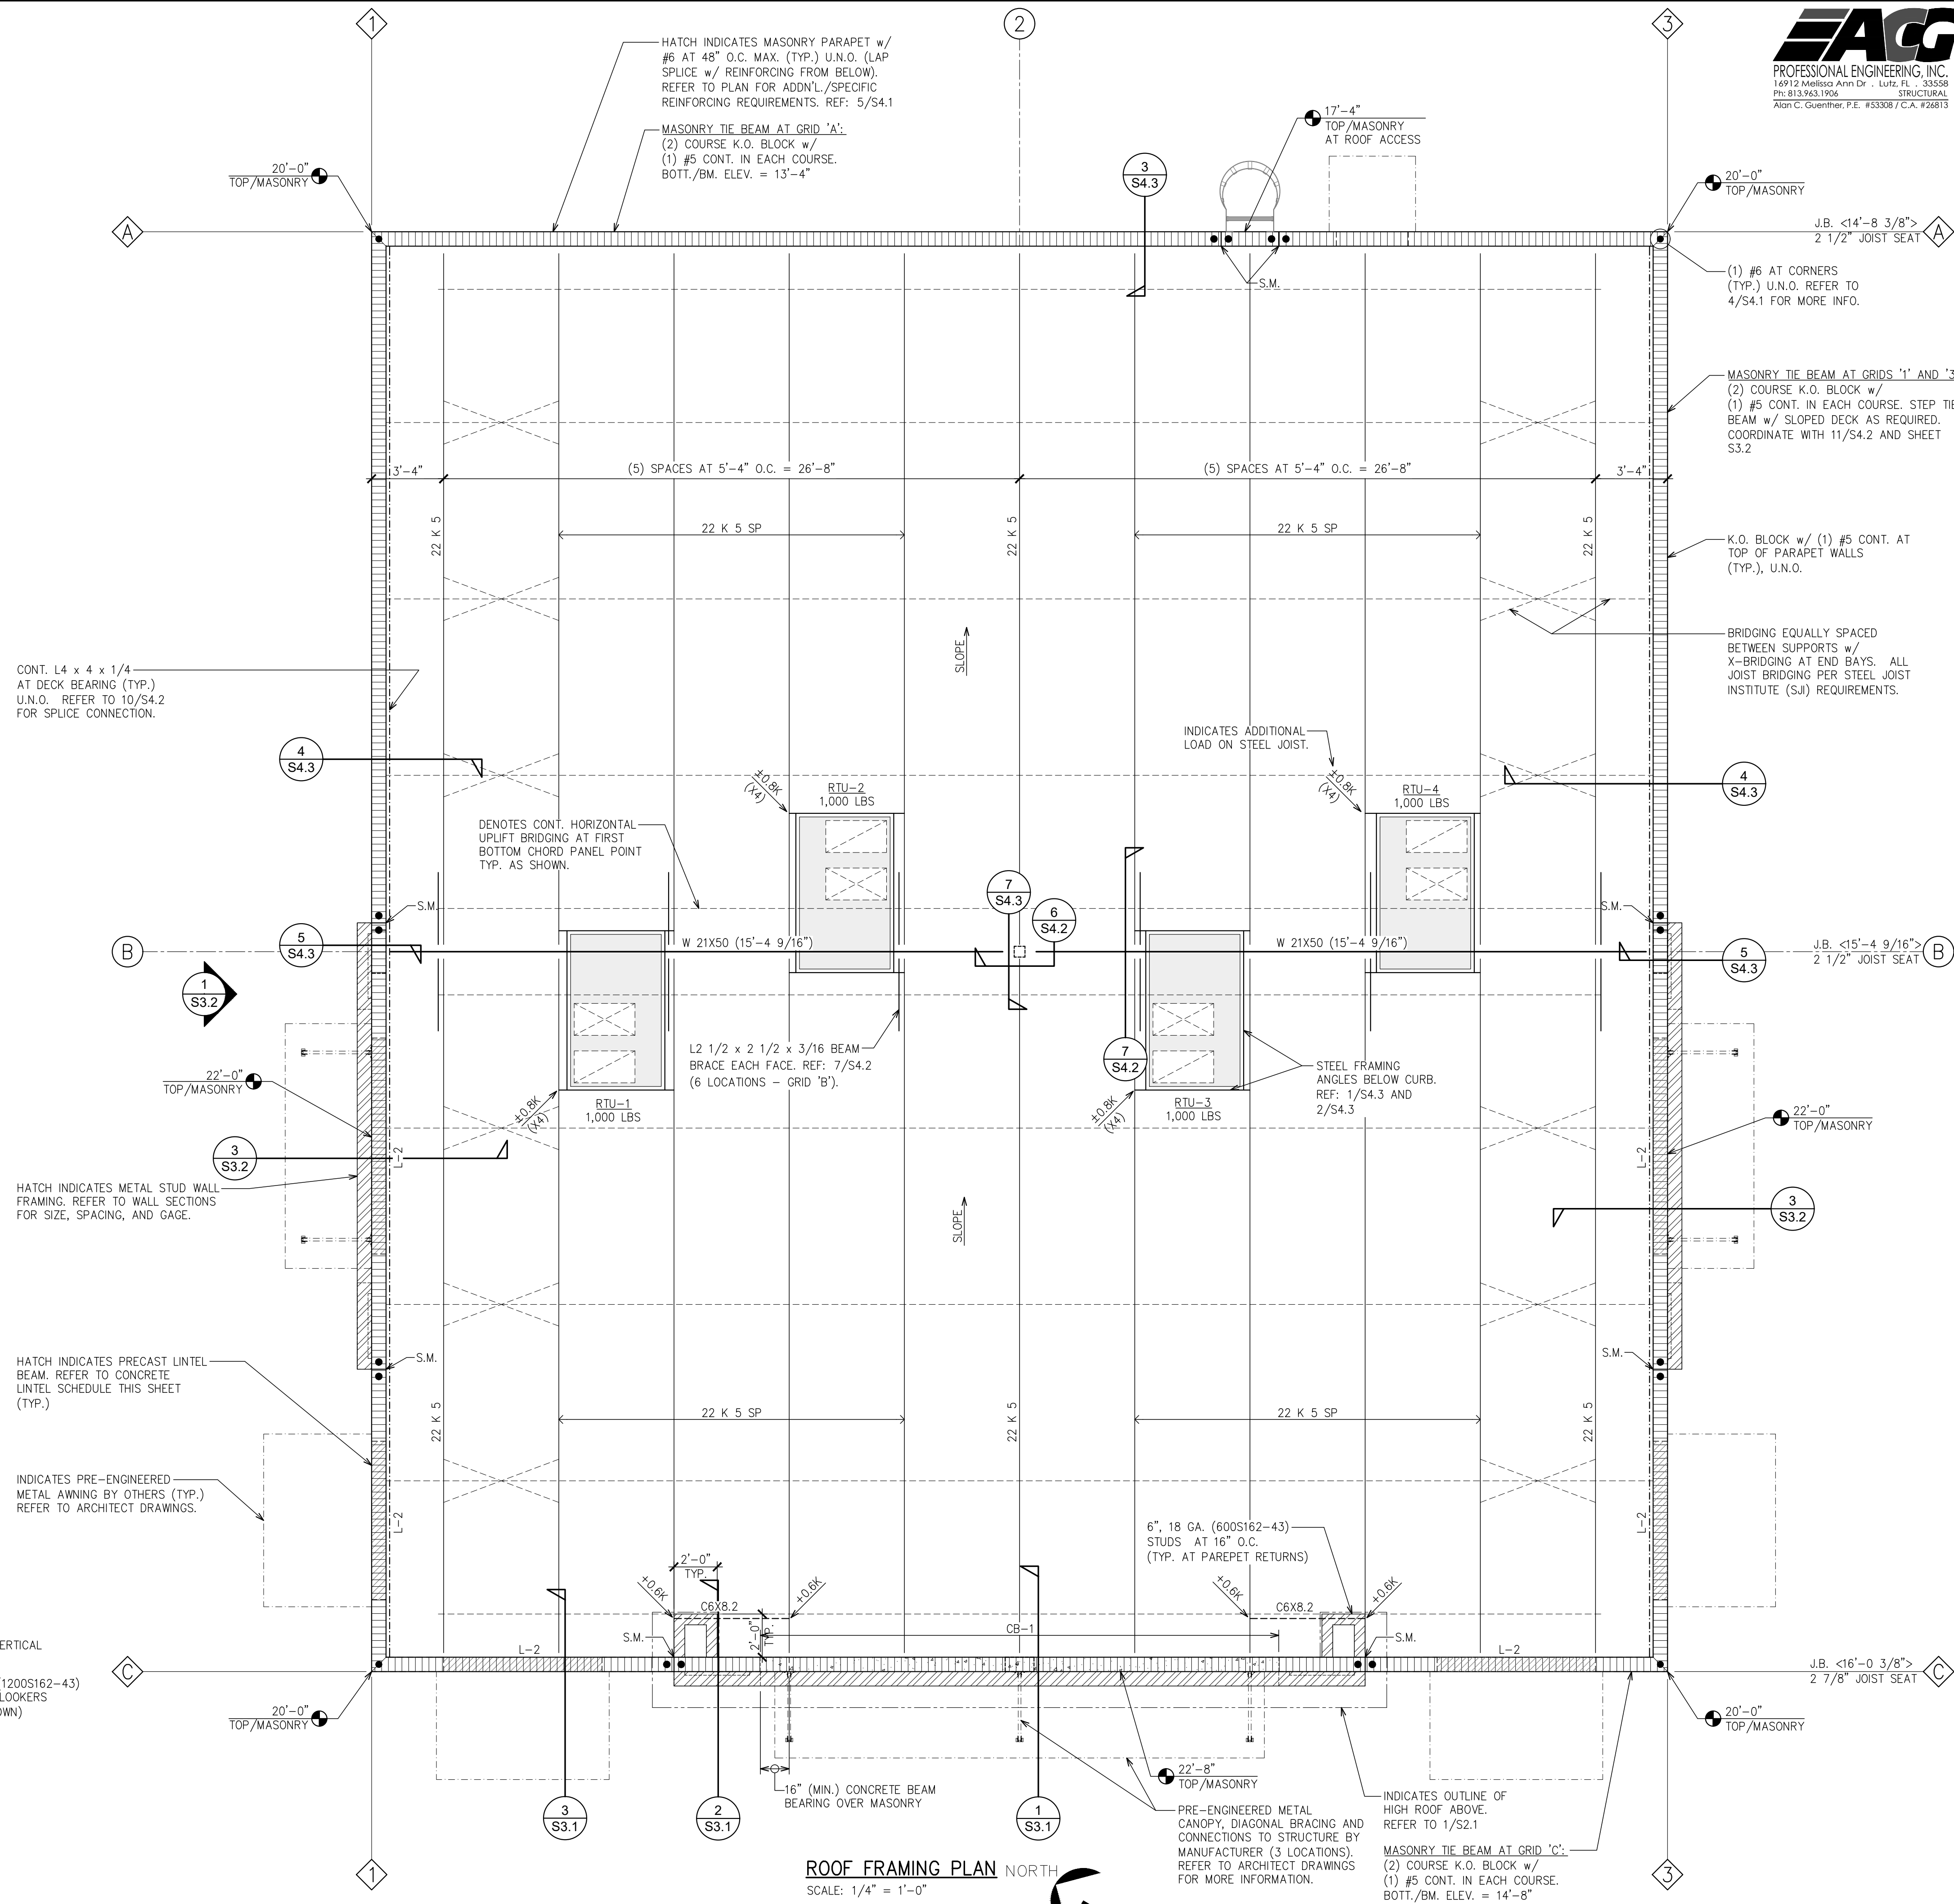 1
2
3
ACG
PROFESSIONAL ENGINEERING, INC.
16912 Melissa Ann Dr . Lutz, FL . 33558
Ph: 813.963.1906 STRUCTURAL
Alan C. Guenther, P.E. #53308 / C.A. #26813
HATCH INDICATES MASONRY PARAPET w/
#6 AT 48" O.C. MAX. (TYP.) U.N.O. (LAP
SPLICE w/ REINFORCING FROM BELOW).
REFER TO PLAN FOR ADDN'L./SPECIFIC
REINFORCING REQUIREMENTS. REF: 5/S4.1
MASONRY TIE BEAM AT GRID 'A':
(2) COURSE K.O. BLOCK w/
(1) #5 CONT. IN EACH COURSE.
BOTT./BM. ELEV. = 13'-4"
17'-4"
TOP/MASONRY
AT ROOF ACCESS
3
S4.3
20'-0"
TOP/MASONRY
20'-0"
TOP/MASONRY
A
J.B. <14'-8 3/8">
2 1/2" JOIST SEAT
A
S.M.
(1) #6 AT CORNERS
(TYP.) U.N.O. REFER TO
4/S4.1 FOR MORE INFO.
MASONRY TIE BEAM AT GRIDS '1' AND '3
(2) COURSE K.O. BLOCK w/
(1) #5 CONT. IN EACH COURSE. STEP TIE
BEAM w/ SLOPED DECK AS REQUIRED.
COORDINATE WITH 11/S4.2 AND SHEET
S3.2
3'-4"
(5) SPACES AT 5'-4" O.C. = 26'-8"
(5) SPACES AT 5'-4" O.C. = 26'-8"
3'-4"
22 K 5
22 K 5 SP
22 K 5
22 K 5 SP
22 K 5
K.O. BLOCK w/ (1) #5 CONT. AT
TOP OF PARAPET WALLS
(TYP.), U.N.O.
SLOPE
BRIDGING EQUALLY SPACED
BETWEEN SUPPORTS w/
X-BRIDGING AT END BAYS. ALL
JOIST BRIDGING PER STEEL JOIST
INSTITUTE (SJI) REQUIREMENTS.
CONT. L4 x 4 x 1/4
AT DECK BEARING (TYP.)
U.N.O. REFER TO 10/S4.2
FOR SPLICE CONNECTION.
INDICATES ADDITIONAL
LOAD ON STEEL JOIST.
4
S4.3
4
S4.3
±0.8K
(X4)
RTU-2
1,000 LBS
±0.8K
(X4)
RTU-4
1,000 LBS
DENOTES CONT. HORIZONTAL
UPLIFT BRIDGING AT FIRST
BOTTOM CHORD PANEL POINT
TYP. AS SHOWN.
S.M.
7
S4.3
6
S4.2
S.M.
B
5
S4.3
W 21X50 (15'-4 9/16")
W 21X50 (15'-4 9/16")
5
S4.3
J.B. <15'-4 9/16">
2 1/2" JOIST SEAT
B
1
S3.2
L2 1/2 x 2 1/2 x 3/16 BEAM
BRACE EACH FACE. REF: 7/S4.2
(6 LOCATIONS - GRID 'B').
7
S4.2
STEEL FRAMING
ANGLES BELOW CURB.
REF: 1/S4.3 AND
2/S4.3
22'-0"
TOP/MASONRY
±0.8K
(X4)
RTU-1
1,000 LBS
±0.8K
(X4)
RTU-3
1,000 LBS
22'-0"
TOP/MASONRY
3
S3.2
L-2
L-2
HATCH INDICATES METAL STUD WALL
FRAMING. REFER TO WALL SECTIONS
FOR SIZE, SPACING, AND GAGE.
SLOPE
3
S3.2
HATCH INDICATES PRECAST LINTEL
BEAM. REFER TO CONCRETE
LINTEL SCHEDULE THIS SHEET
(TYP.)
S.M.
S.M.
22 K 5
22 K 5 SP
22 K 5
22 K 5 SP
22 K 5
INDICATES PRE-ENGINEERED
METAL AWNING BY OTHERS (TYP.)
REFER TO ARCHITECT DRAWINGS.
L-2
L-2
6", 18 GA. (600S162-43)
STUDS AT 16" O.C.
(TYP. AT PAREPET RETURNS)
2'-0"
TYP.
+0.6K
+0.6K
+0.6K
+0.6K
C6X8.2
C6X8.2
2'-0"
TYP.
CB-1
S.M.
S.M.
L-2
L-2
ERTICAL
(1200S162-43)
LOOKERS
OWN)
C
J.B. <16'-0 3/8">
2 7/8" JOIST SEAT
C
20'-0"
TOP/MASONRY
20'-0"
TOP/MASONRY
22'-8"
TOP/MASONRY
16" (MIN.) CONCRETE BEAM
BEARING OVER MASONRY
3
S3.1
2
S3.1
1
S3.1
PRE-ENGINEERED METAL
CANOPY, DIAGONAL BRACING AND
CONNECTIONS TO STRUCTURE BY
MANUFACTURER (3 LOCATIONS).
REFER TO ARCHITECT DRAWINGS
FOR MORE INFORMATION.
INDICATES OUTLINE OF
HIGH ROOF ABOVE.
REFER TO 1/S2.1
MASONRY TIE BEAM AT GRID 'C':
(2) COURSE K.O. BLOCK w/
(1) #5 CONT. IN EACH COURSE.
BOTT./BM. ELEV. = 14'-8"
1
3
ROOF FRAMING PLAN NORTH
SCALE: 1/4" = 1'-0"